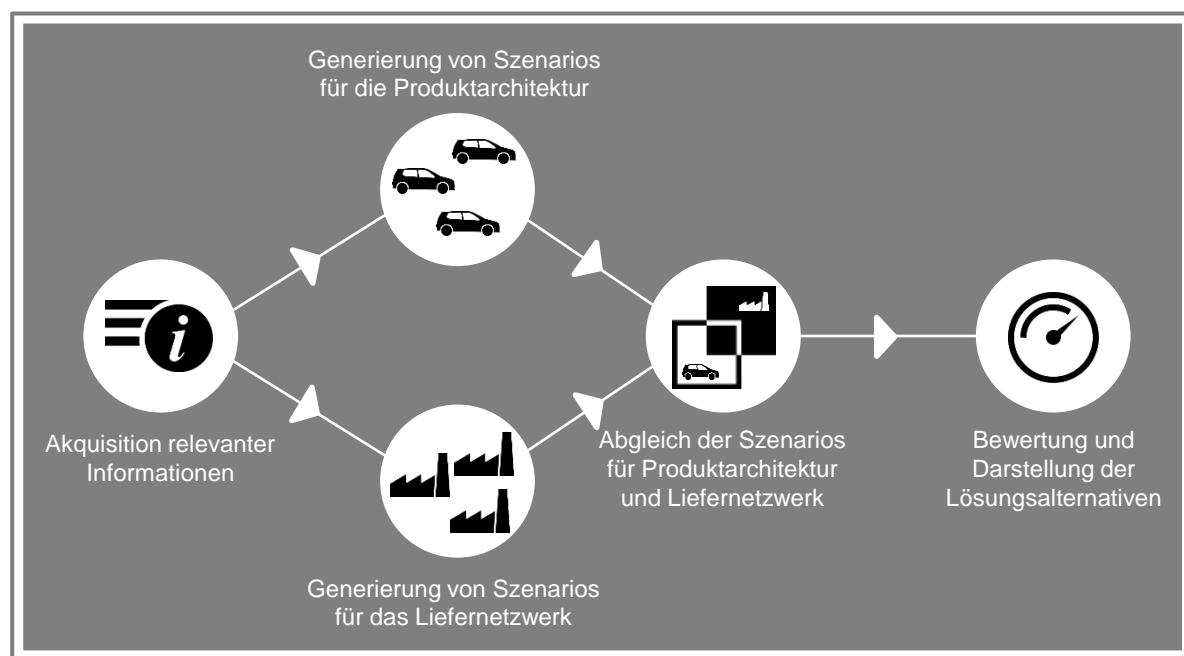 Generierung von Szenarios
für die Produktarchitektur
Akquisition relevanter
Informationen
Generierung von Szenarios
für das Liefernetzwerk
Abgleich der Szenarios
für Produktarchitektur
und Liefernetzwerk
Bewertung und
Darstellung der
Lösungsalternativen